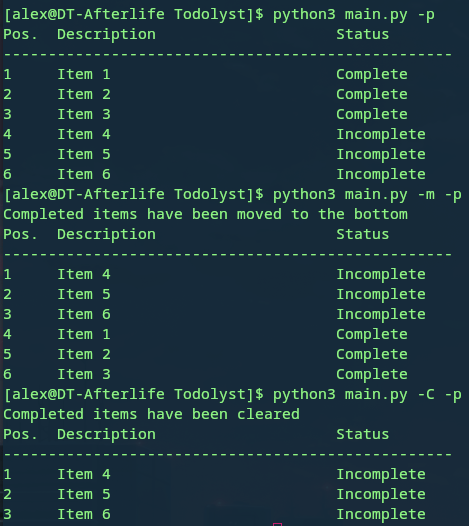 [alex@DT-Afterlife Todolyst]$ python3 main.py -p
Pos.  Description                    Status
--------------------------------------------------
1     Item 1                         Complete
2     Item 2                         Complete
3     Item 3                         Complete
4     Item 4                         Incomplete
5     Item 5                         Incomplete
6     Item 6                         Incomplete
[alex@DT-Afterlife Todolyst]$ python3 main.py -m -p
Completed items have been moved to the bottom
Pos.  Description                    Status
--------------------------------------------------
1     Item 4                         Incomplete
2     Item 5                         Incomplete
3     Item 6                         Incomplete
4     Item 1                         Complete
5     Item 2                         Complete
6     Item 3                         Complete
[alex@DT-Afterlife Todolyst]$ python3 main.py -C -p
Completed items have been cleared
Pos.  Description                    Status
--------------------------------------------------
1     Item 4                         Incomplete
2     Item 5                         Incomplete
3     Item 6                         Incomplete